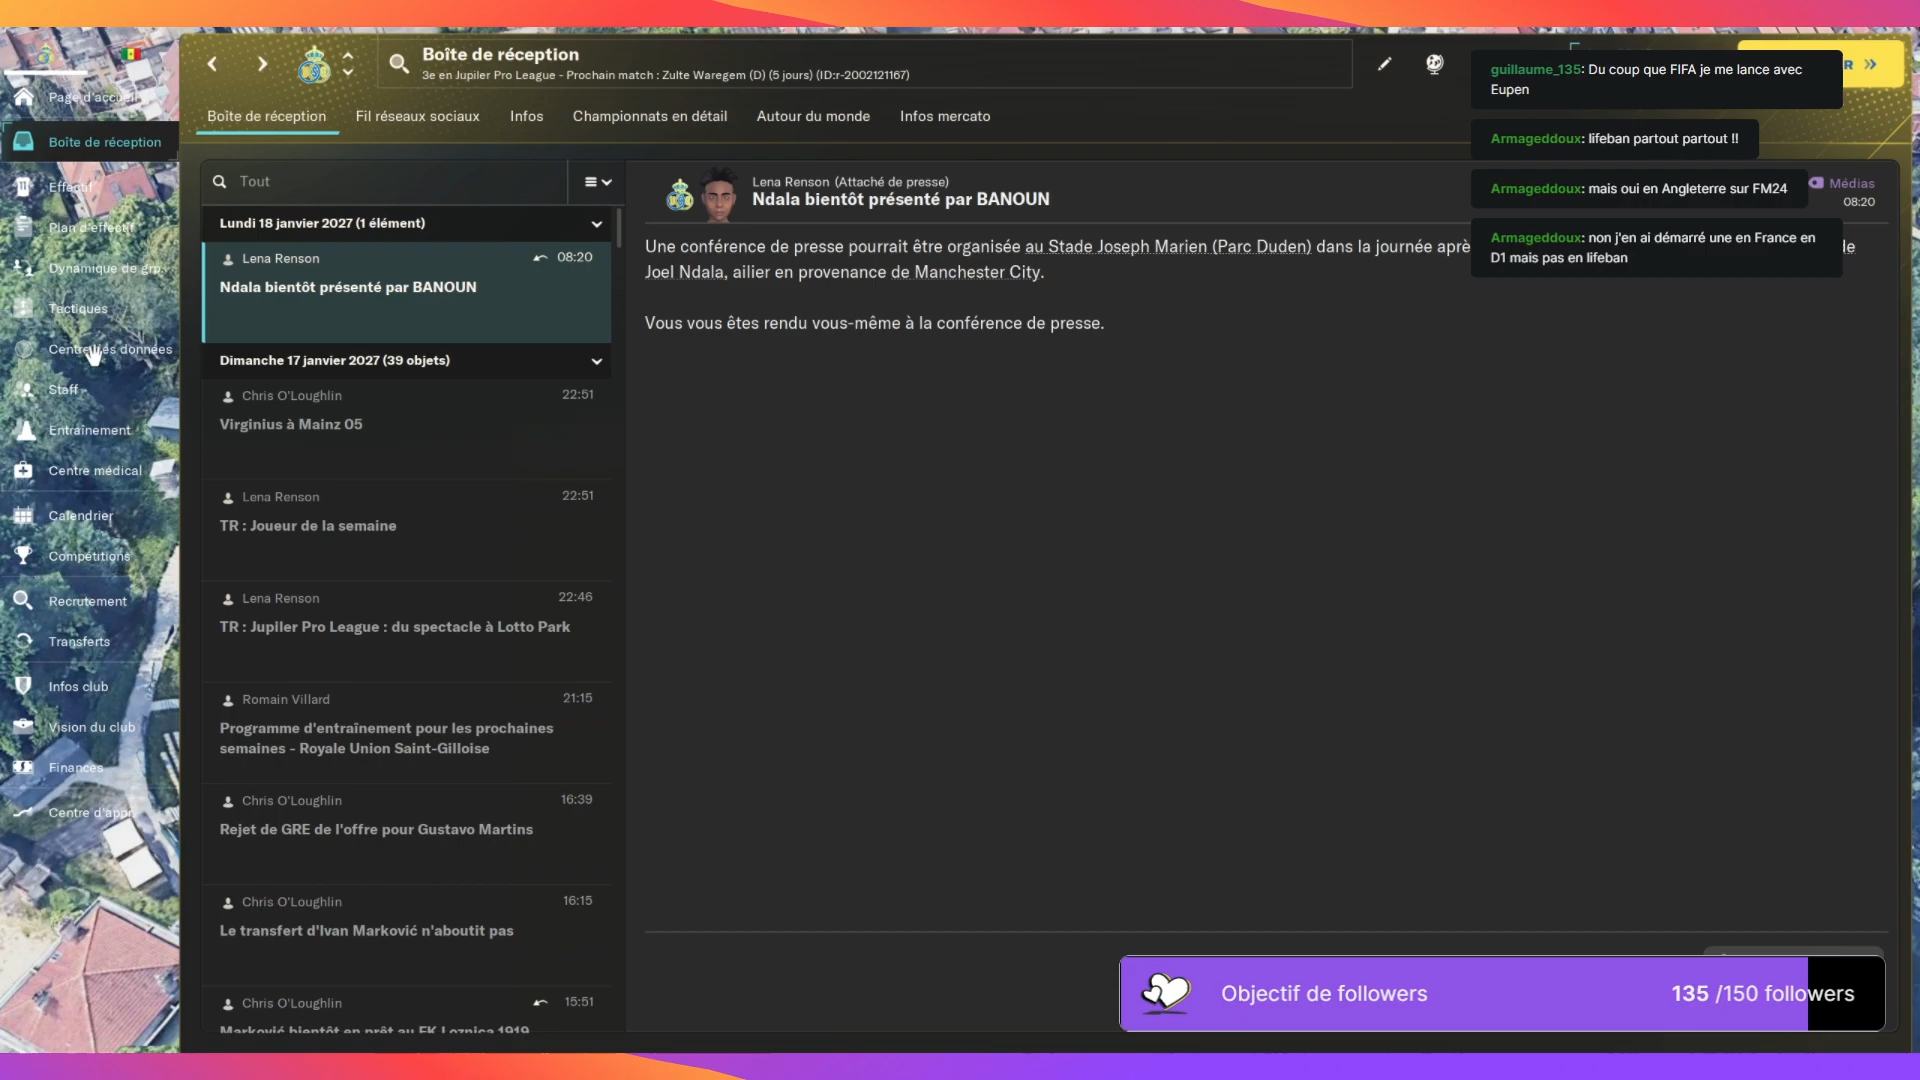 Boîte de réception
3e en Jupiler Pro League - Prochain match : Zulte Waregem (D) (5 jours) (ID:r-2002121167)
Boîte de réception
Fil réseaux sociaux
Infos
Championnats en détail
Autour du monde
Infos mercato
R
guillaume_135: Du coup que FIFA je me lance avec
Eupen
Armageddoux: lifeban partout partout !!
Armageddoux: mais oui en Angleterre sur FM24
Armageddoux: non j'en ai démarré une en France en
D1 mais pas en lifeban
Page d'accueil
Boîte de réception
Effectif
Plan d'effectif
Dynamique de grp.
Tactiques
Centre des données
Staff
Entraînement
Centre médical
Calendrier
Compétitions
Recrutement
Transferts
Infos club
Vision du club
Finances
Centre d'appr.
Tout
Lundi 18 janvier 2027 (1 élément)
Lena Renson 08:20
Ndala bientôt présenté par BANOUN
Dimanche 17 janvier 2027 (39 objets)
Chris O'Loughlin 22:51
Virginius à Mainz 05
Lena Renson 22:51
TR : Joueur de la semaine
Lena Renson 22:46
TR : Jupiler Pro League : du spectacle à Lotto Park
Romain Villard 21:15
Programme d'entraînement pour les prochaines
semaines - Royale Union Saint-Gilloise
Chris O'Loughlin 16:39
Rejet de GRE de l'offre pour Gustavo Martins
Chris O'Loughlin 16:15
Le transfert d'Ivan Marković n'aboutit pas
Chris O'Loughlin 15:51
Marković bientôt en prêt au FK Loznica 1919
Lena Renson (Attaché de presse)
Ndala bientôt présenté par BANOUN
Médias
08:20
Une conférence de presse pourrait être organisée au Stade Joseph Marien (Parc Duden) dans la journée aprè de
Joel Ndala, ailier en provenance de Manchester City.
Vous vous êtes rendu vous-même à la conférence de presse.
Objectif de followers
135 /150 followers